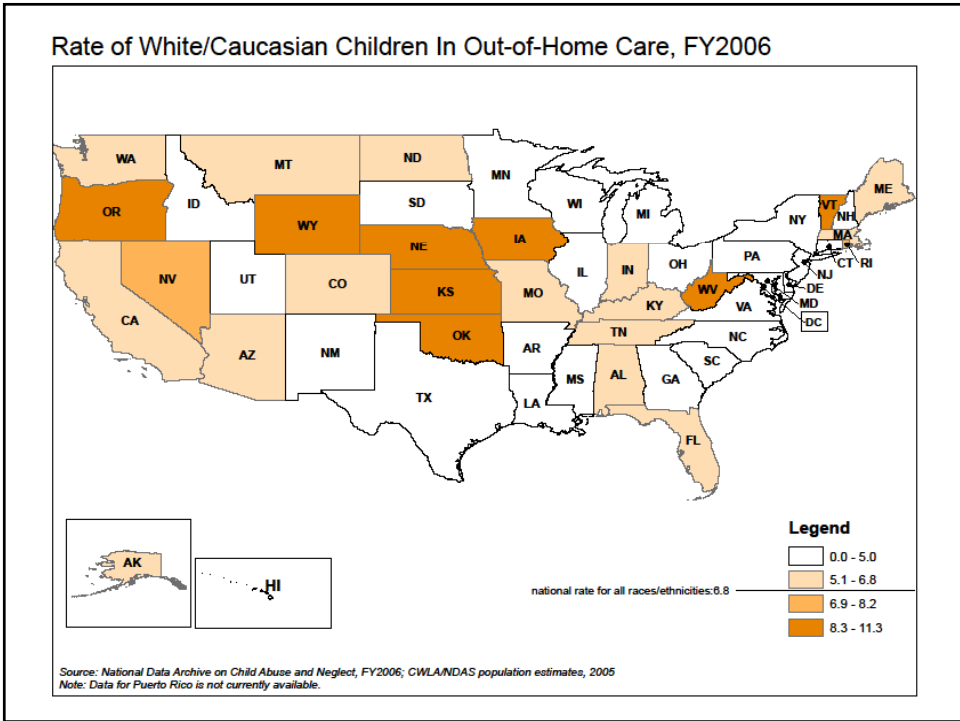 Rate of White/Caucasian Children In Out-of-Home Care, FY2006
WA
MT
ND
MN
ME
OR
ID
SD
WI
MI
NY
VT
NH
WY
MA
NE
IA
PA
CT
RI
NV
UT
CO
IL
IN
OH
NJ
DE
KS
MO
WV
VA
MD
CA
KY
DC
AZ
NM
OK
TN
NC
AR
SC
TX
MS
AL
GA
LA
FL
AK
HI
Legend
0.0 - 5.0
5.1 - 6.8
national rate for all races/ethnicities:6.8
6.9 - 8.2
8.3 - 11.3
Source: National Data Archive on Child Abuse and Neglect, FY2006; CWLA/NDAS population estimates, 2005
Note: Data for Puerto Rico is not currently available.